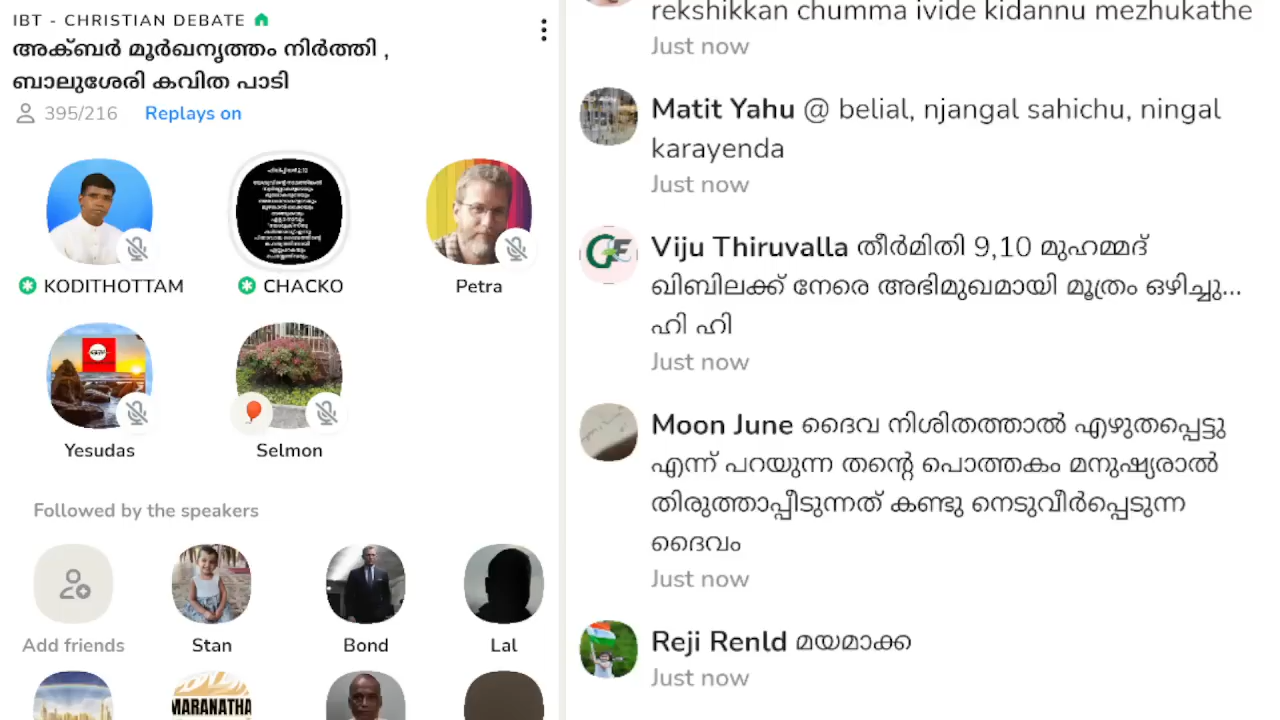 IBT - CHRISTIAN DEBATE
അക്ബർ മൂർഖനൃത്തം നിർത്തി ,
ബാലുശേരി കവിത പാടി
395/216 Replays on
KODITHOTTAM CHACKO Petra
Yesudas Selmon
Followed by the speakers
Add friends Stan Bond Lal
MARANATHA
rekshikkan chumma ivide kidannu mezhukathe
Just now
Matit Yahu @ belial, njangal sahichu, ningal
karayenda
Just now
Viju Thiruvalla തീർമിതി 9,10 മുഹമ്മദ്
ഖിബിലക്ക് നേരെ അഭിമുഖമായി മൂത്രം ഒഴിച്ചു...
ഹി ഹി
Just now
Moon June ദൈവ നിശിതത്താൽ എഴുതപ്പെട്ടു
എന്ന് പറയുന്ന തന്റെ പൊത്തകം മനുഷ്യരാൽ
തിരുത്താപ്പീടുന്നത് കണ്ടു നെടുവീർപ്പെടുന്ന
ദൈവം
Just now
Reji Renld മയമാക്ക
Just now